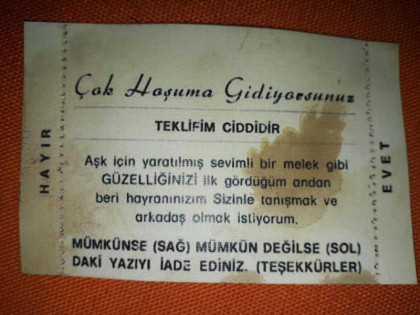 Çok Hoşuma Gidiyorsunuz
TEKLİFİM CİDDİDİR
HAYIR
Aşk için yaratılmış sevimli bir melek gibi
GÜZELLİĞİNİZİ ilk gördüğüm andan
beri hayranınızım Sizinle tanışmak ve
arkadaş olmak istiyorum.
EVET
MÜMKÜNSE (SAĞ) MÜMKÜN DEĞİLSE (SOL)
DAKİ YAZIYI İADE EDİNİZ. (TEŞEKKÜRLER)